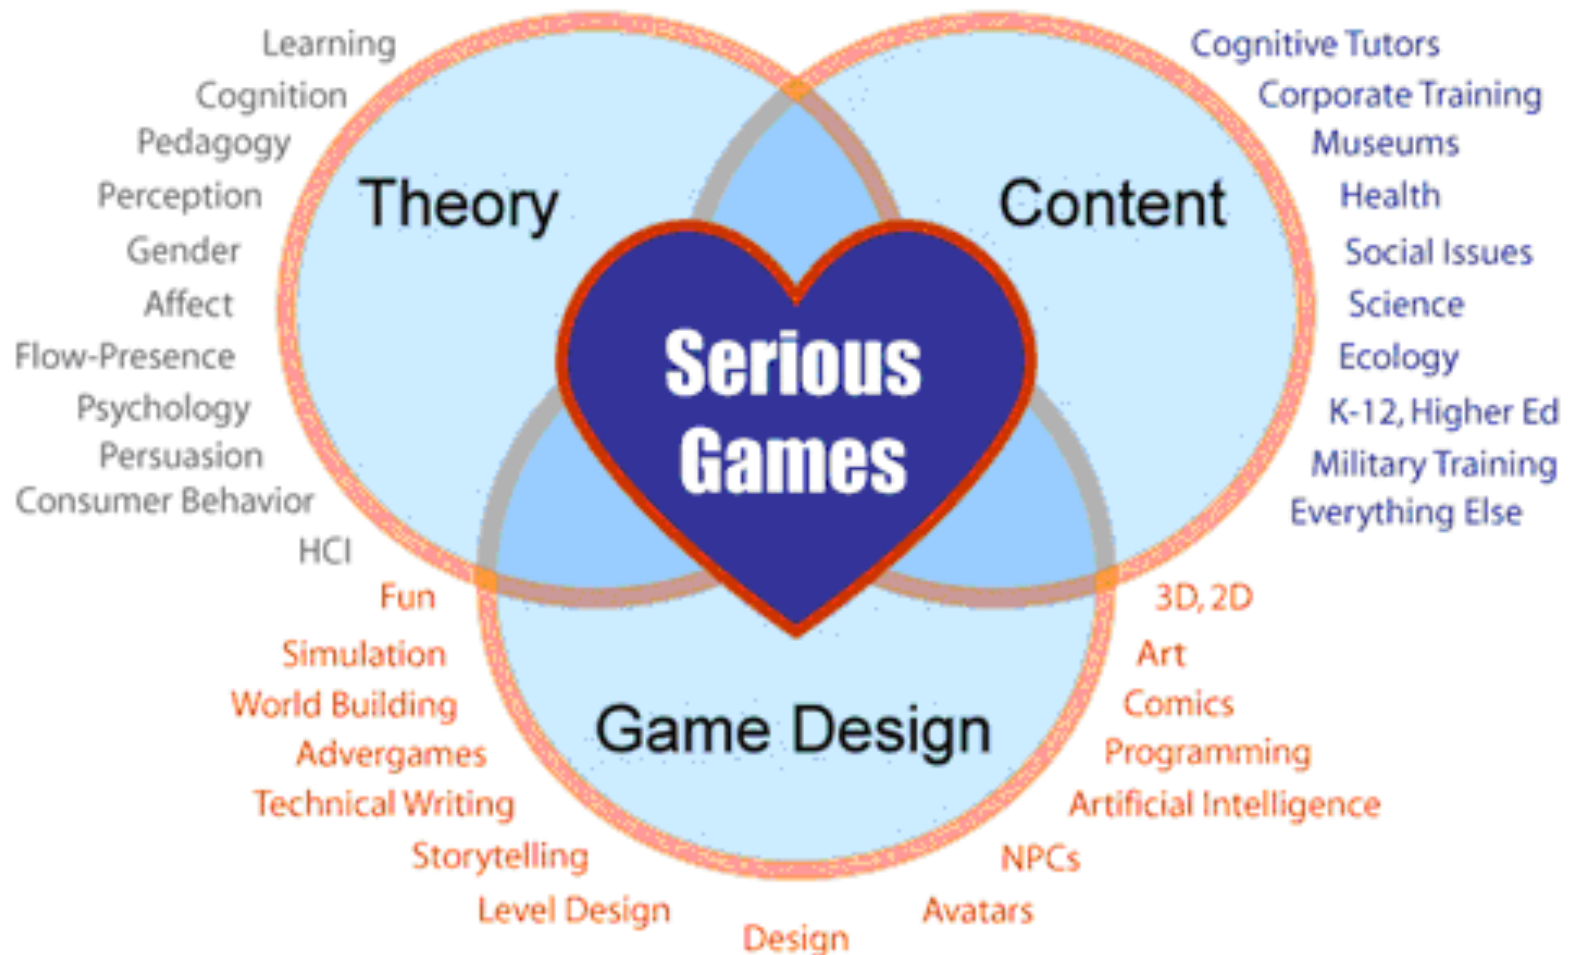 Learning
Cognition
Pedagogy
Perception
Gender
Affect
Flow-Presence
Psychology
Persuasion
Consumer Behavior
HCI
Theory
Content
Cognitive Tutors
Corporate Training
Museums
Health
Social Issues
Science
Ecology
K-12, Higher Ed
Military Training
Everything Else
Serious
Games
Game Design
Fun
Simulation
World Building
Advergames
Technical Writing
Storytelling
Level Design
Design
Avatars
NPCs
Artificial Intelligence
Programming
Comics
Art
3D, 2D